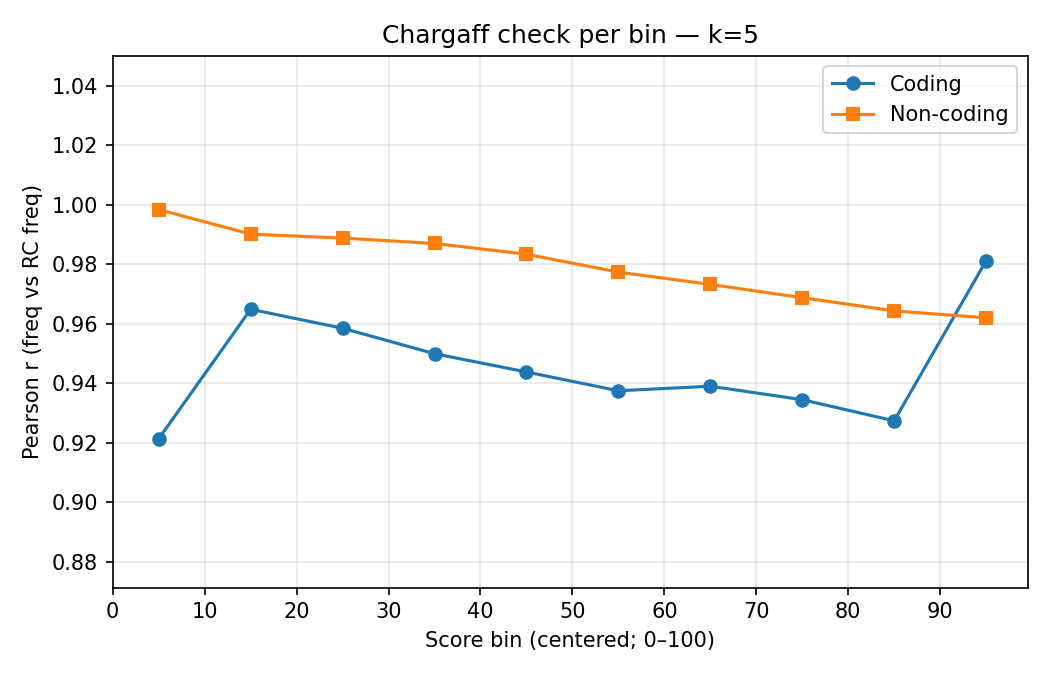 Chargaff check per bin — k=5
Coding
Non-coding
Pearson r (freq vs RC freq)
1.04
1.02
1.00
0.98
0.96
0.94
0.92
0.90
0.88
0 10 20 30 40 50 60 70 80 90
Score bin (centered; 0–100)